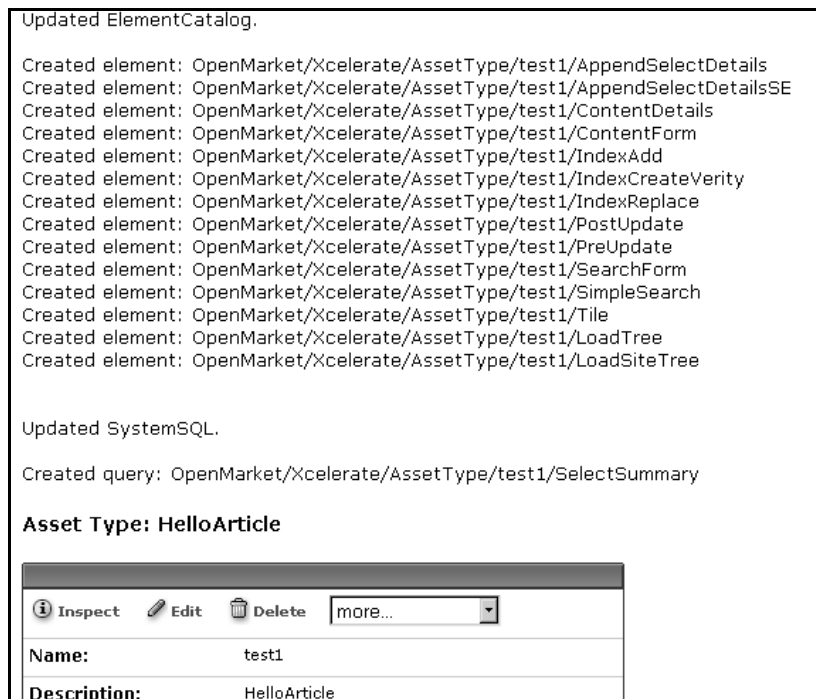 Updated ElementCatalog.
Created element: OpenMarket/Xcelerate/AssetType/test1/AppendSelectDetails
Created element: OpenMarket/Xcelerate/AssetType/test1/AppendSelectDetailsSE
Created element: OpenMarket/Xcelerate/AssetType/test1/ContentDetails
Created element: OpenMarket/Xcelerate/AssetType/test1/ContentForm
Created element: OpenMarket/Xcelerate/AssetType/test1/IndexAdd
Created element: OpenMarket/Xcelerate/AssetType/test1/IndexCreateVerity
Created element: OpenMarket/Xcelerate/AssetType/test1/IndexReplace
Created element: OpenMarket/Xcelerate/AssetType/test1/PostUpdate
Created element: OpenMarket/Xcelerate/AssetType/test1/PreUpdate
Created element: OpenMarket/Xcelerate/AssetType/test1/SearchForm
Created element: OpenMarket/Xcelerate/AssetType/test1/SimpleSearch
Created element: OpenMarket/Xcelerate/AssetType/test1/Tile
Created element: OpenMarket/Xcelerate/AssetType/test1/LoadTree
Created element: OpenMarket/Xcelerate/AssetType/test1/LoadSiteTree
Updated SystemSQL.
Created query: OpenMarket/Xcelerate/AssetType/test1/SelectSummary
Asset Type: HelloArticle
Inspect Edit Delete more...
Name: test1
Description: HelloArticle